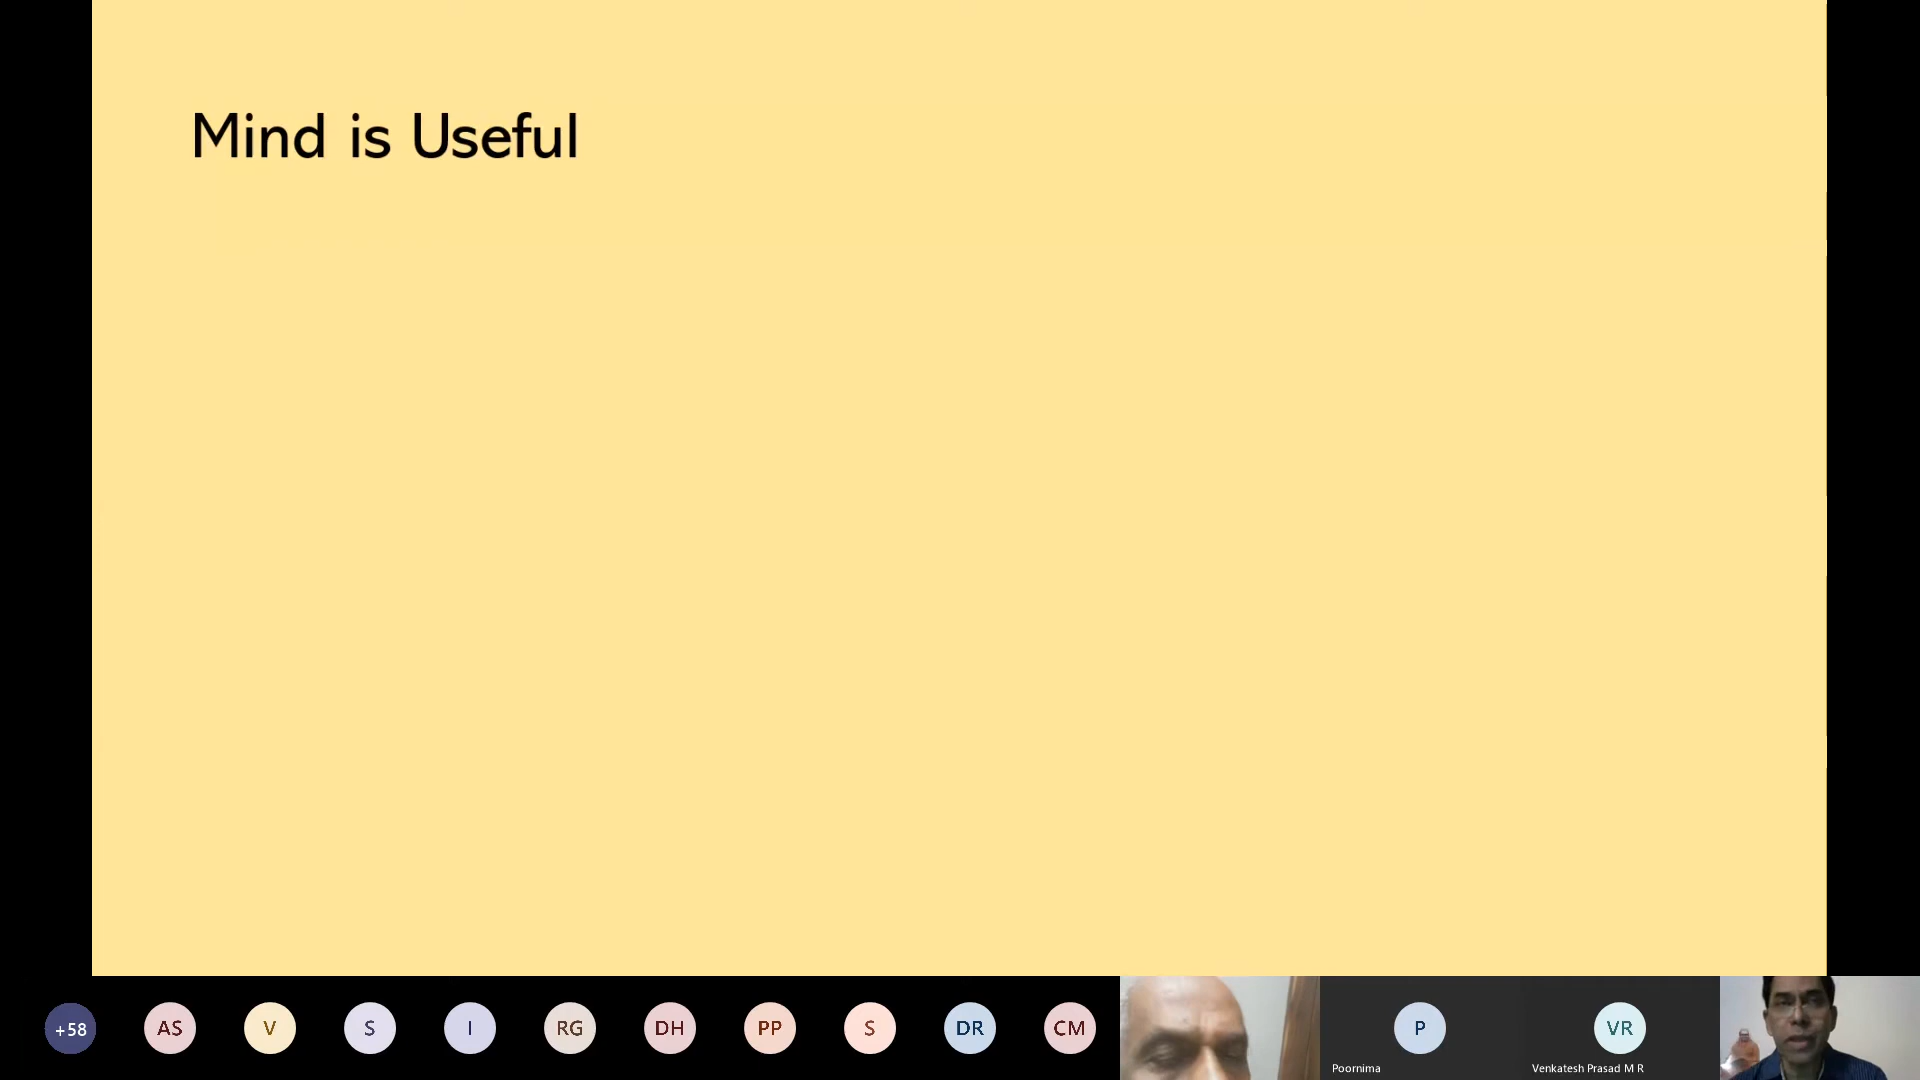 Mind is Useful
+58 AS V S I RG DH PP S DR CM P VR
Poornima Venkatesh Prasad M R